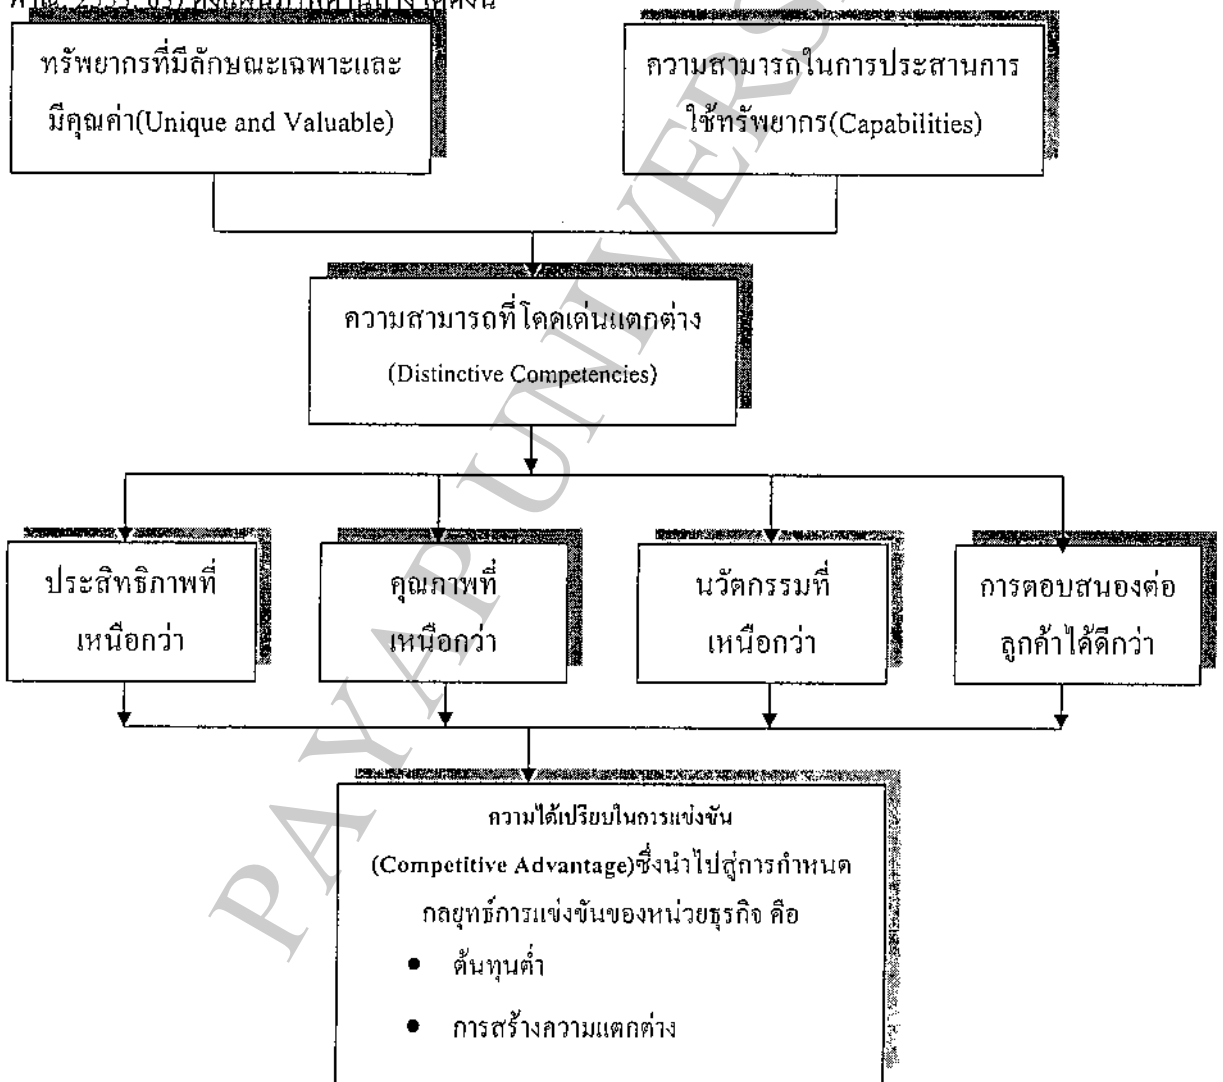 ทรัพยากรที่มีลักษณะเฉพาะและ
มีคุณค่า(Unique and Valuable)
ความสามารถในการประสานการ
ใช้ทรัพยากร(Capabilities)
ความสามารถที่โดดเด่นแตกต่าง
(Distinctive Competencies)
ประสิทธิภาพที่
เหนือกว่า
คุณภาพที่
เหนือกว่า
นวัตกรรมที่
เหนือกว่า
การตอบสนองต่อ
ลูกค้าได้ดีกว่า
ความได้เปรียบในการแข่งขัน
(Competitive Advantage)ซึ่งนำไปสู่การกำหนด
กลยุทธ์การแข่งขันของหน่วยธุรกิจ คือ
● ต้นทุนต่ำ
● การสร้างความแตกต่าง
PAYAP UNIVERS